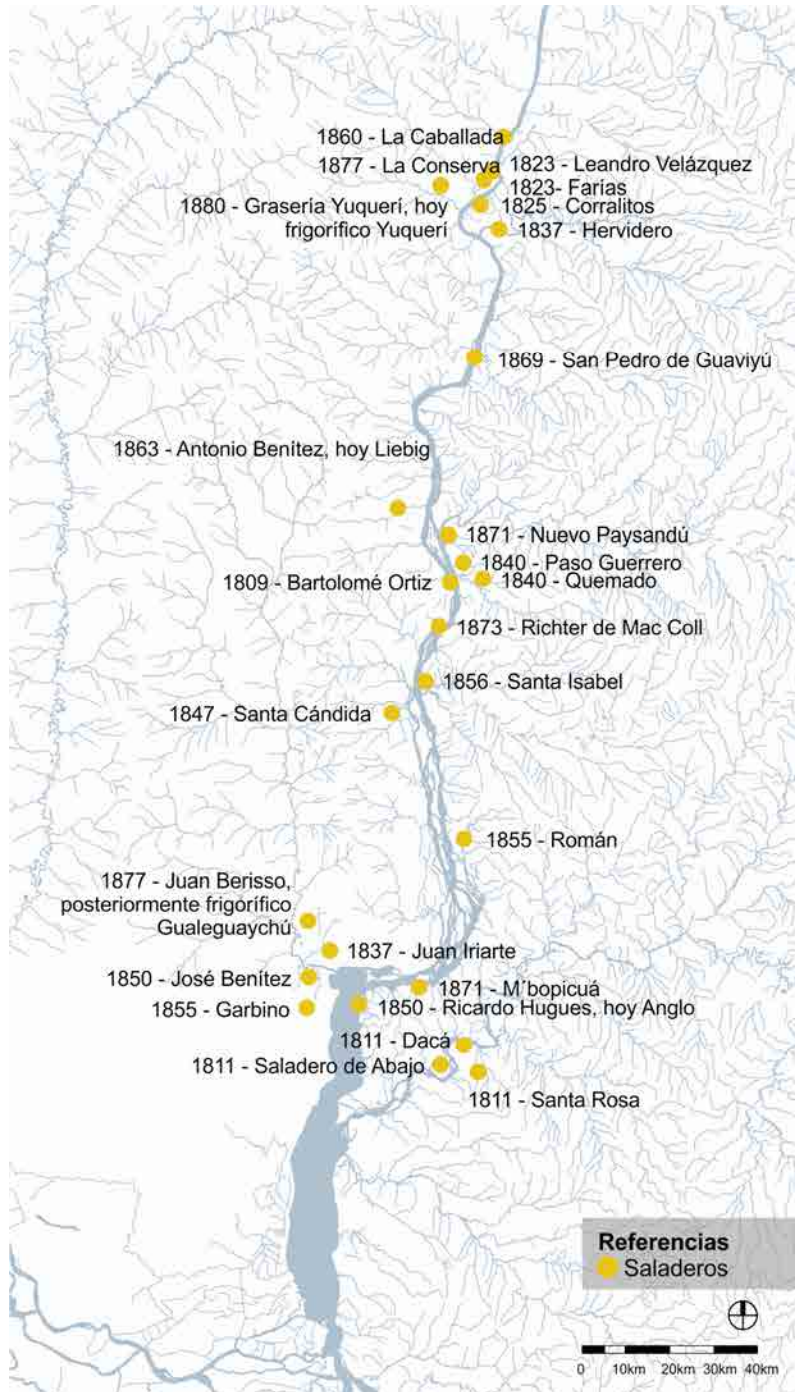 1860 - La Caballada
1877 - La Conserva
1823 - Leandro Velázquez
1823- Farías
1880 - Grasería Yuquerí, hoy
frigorífico Yuquerí
1825 - Corralitos
1837 - Hervidero
1869 - San Pedro de Guaviyú
1863 - Antonio Benítez, hoy Liebig
1871 - Nuevo Paysandú
1840 - Paso Guerrero
1809 - Bartolomé Ortiz
1840 - Quemado
1873 - Richter de Mac Coll
1856 - Santa Isabel
1847 - Santa Cándida
1855 - Román
1877 - Juan Berisso,
posteriormente frigórifico
Gualeguaychú
1837 - Juan Iriarte
1850 - José Benítez
1871 - M´bopicuá
1855 - Garbino
1850 - Ricardo Hugues, hoy Anglo
1811 - Dacá
1811 - Saladero de Abajo
1811 - Santa Rosa
Referencias
Saladeros
0 10km 20km 30km 40km